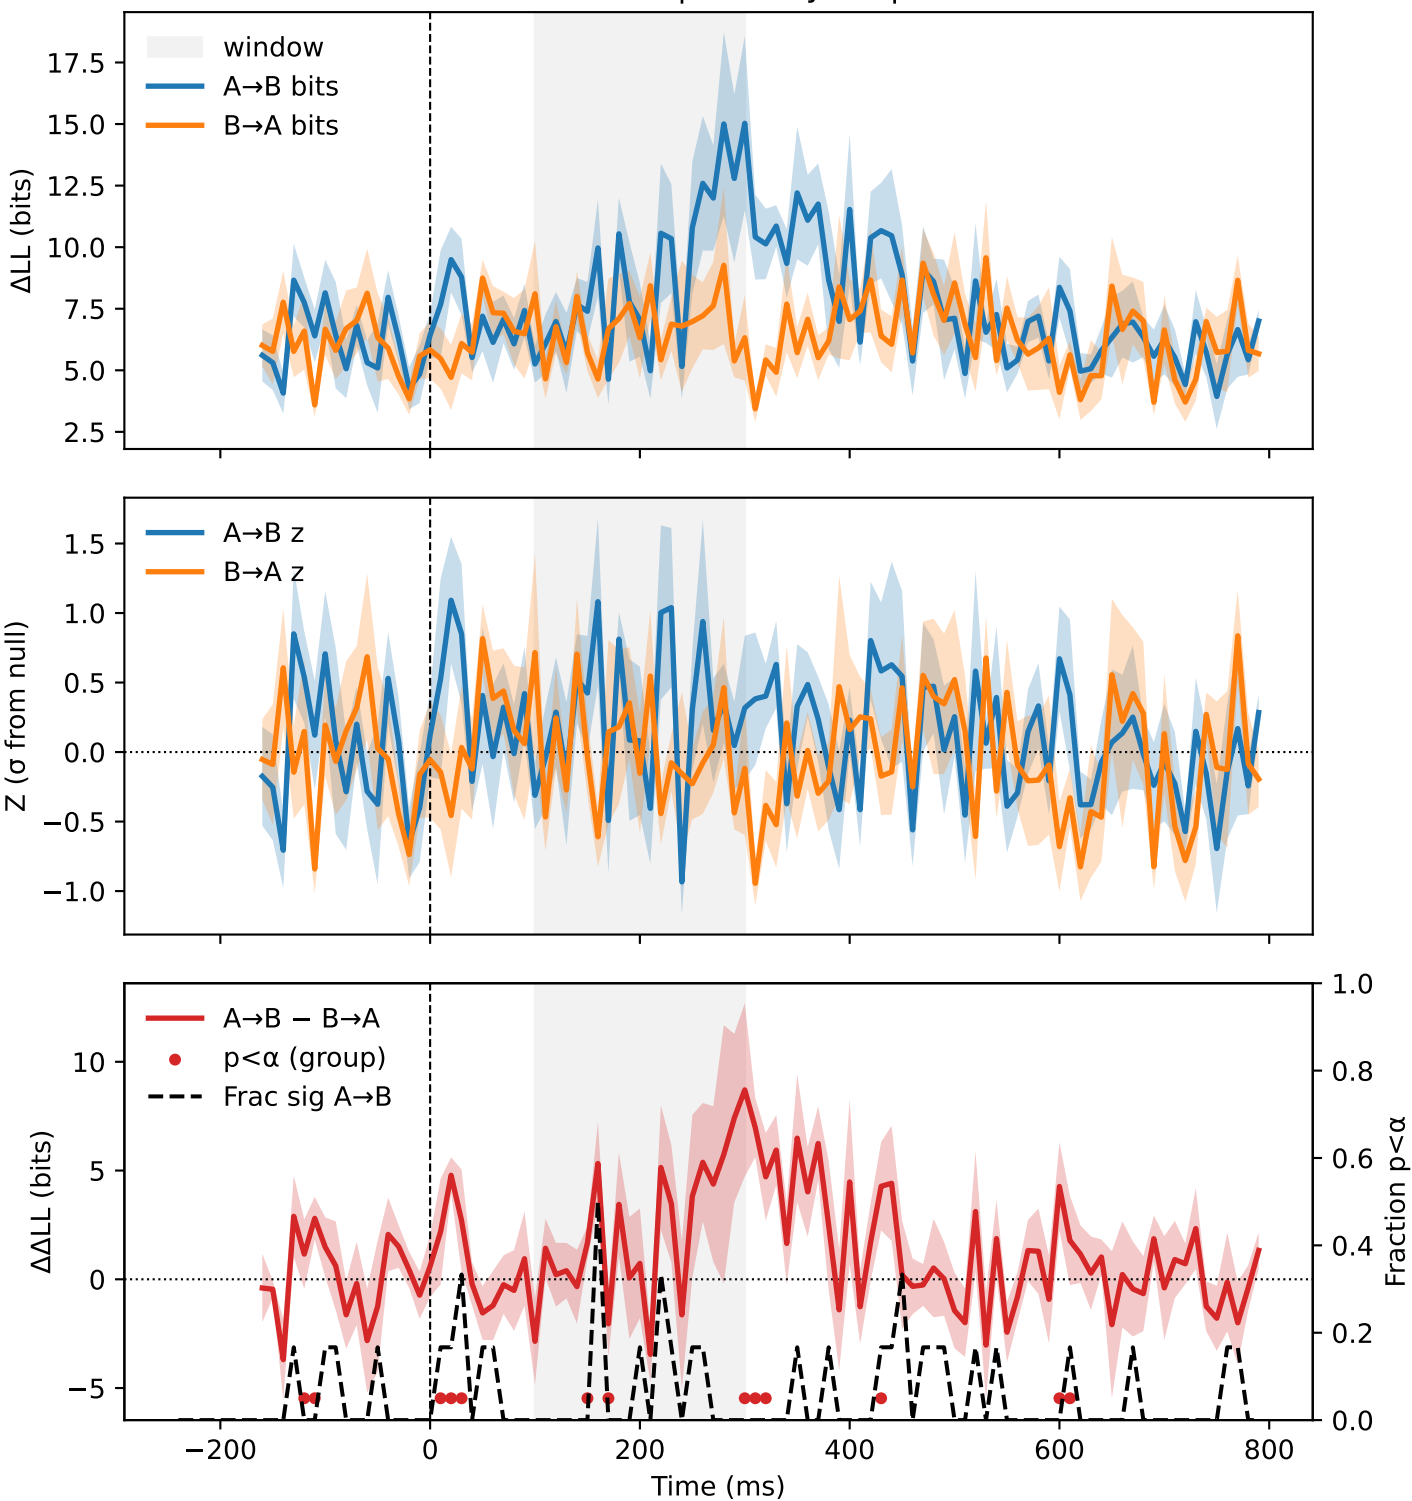 window
A→B bits
B→A bits
ΔLL (bits)
17.5
15.0
12.5
10.0
7.5
5.0
2.5
A→B z
B→A z
Z (σ from null)
1.5
1.0
0.5
0.0
−0.5
−1.0
A→B − B→A
p<α (group)
Frac sig A→B
ΔΔLL (bits)
10
5
0
−5
1.0
0.8
0.6
0.4
0.2
0.0
Fraction p<α
−200 0 200 400 600 800
Time (ms)